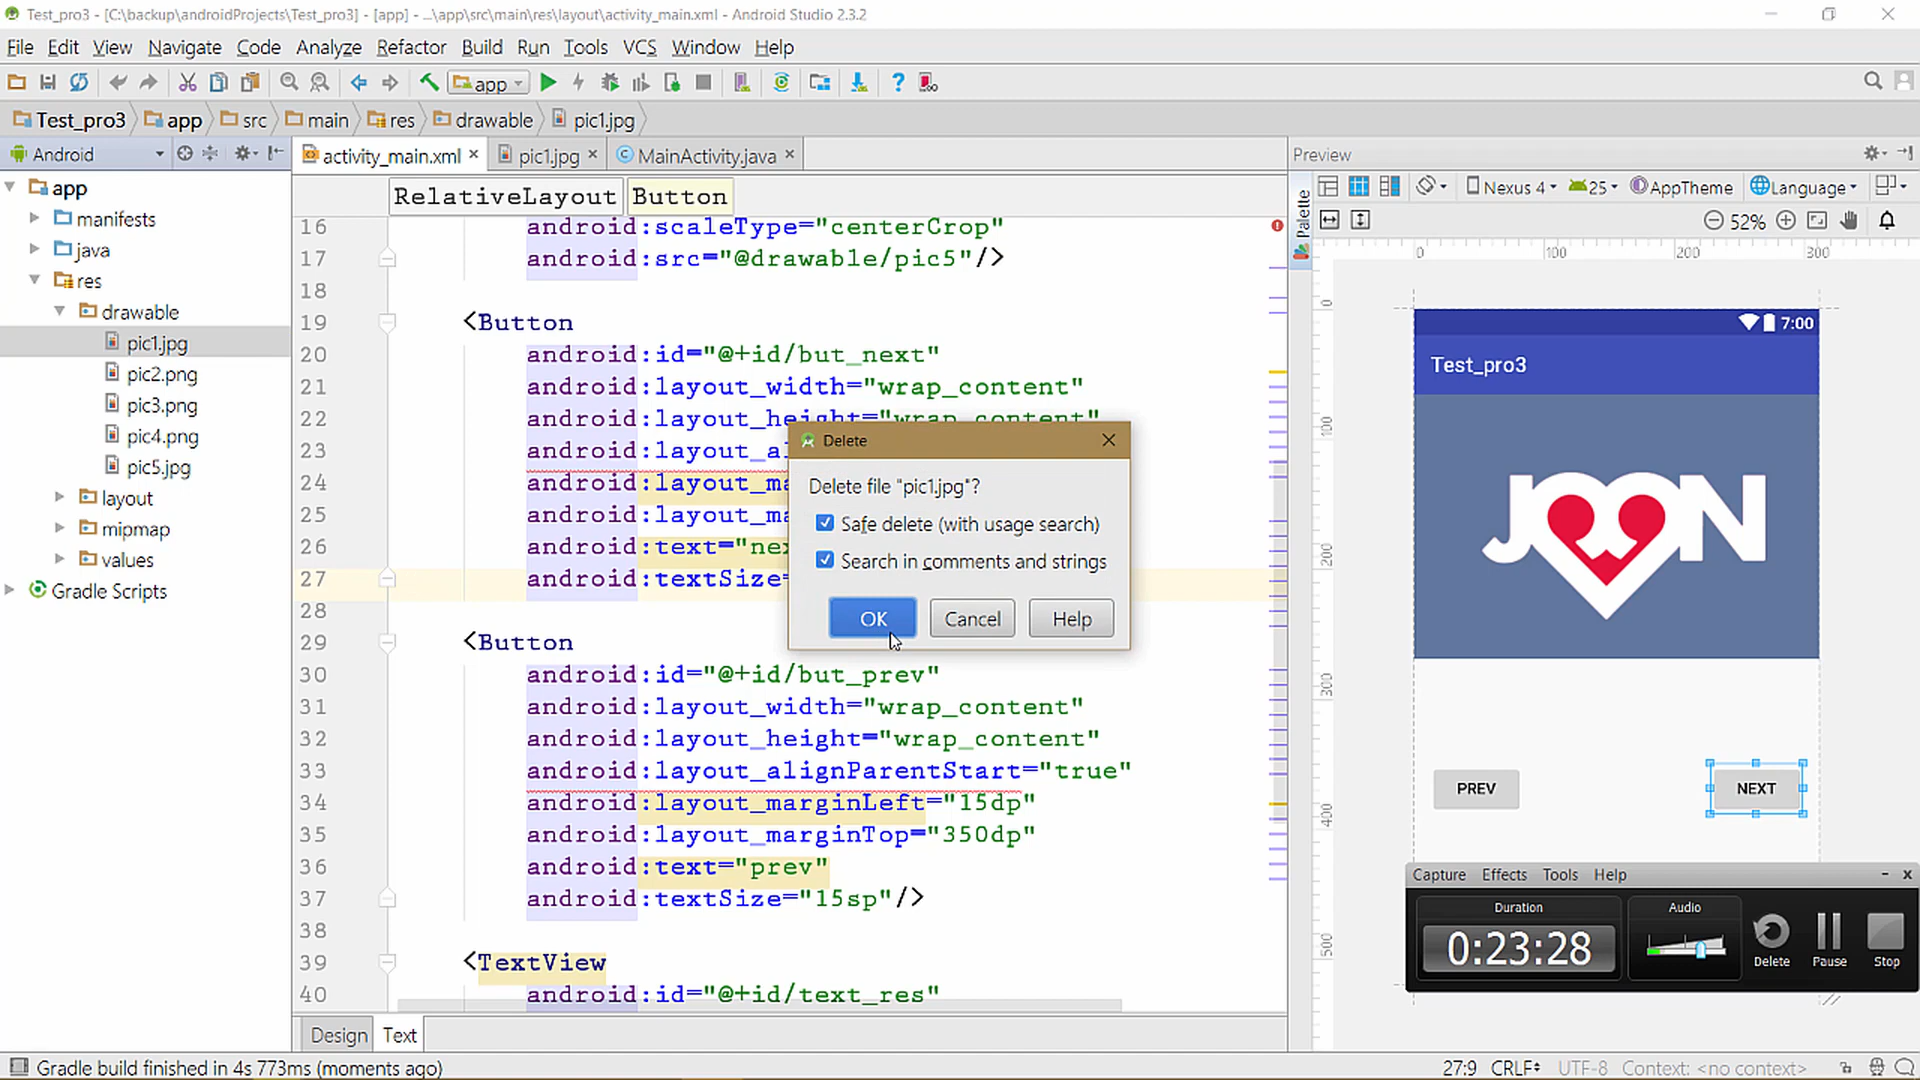 Test_pro3 - [C:\backup\androidProjects\Test_pro3] - [app] - ...\app\src\main\res\layout\activity_main.xml - Android Studio 2.3.2
File Edit View Navigate Code Analyze Refactor Build Run Tools VCS Window Help
app
Test_pro3 app src main res drawable pic1.jpg
Android
activity_main.xml pic1.jpg MainActivity.java
Preview
app
manifests
java
res
drawable
pic1.jpg
pic2.png
pic3.png
pic4.png
pic5.jpg
layout
mipmap
values
Gradle Scripts
RelativeLayout Button
16 android:scaleType="centerCrop"
17 android:src="@drawable/pic5"/>
18
19 <Button
20 android:id="@+id/but_next"
21 android:layout_width="wrap_content"
22 android:layout_height="wrap_content"
23 android:layout_al
24 android:layout_ma
25 android:layout_ma
26 android:text="nex
27 android:textSize=
28
29 <Button
30 android:id="@+id/but_prev"
31 android:layout_width="wrap_content"
32 android:layout_height="wrap_content"
33 android:layout_alignParentStart="true"
34 android:layout_marginLeft="15dp"
35 android:layout_marginTop="350dp"
36 android:text="prev"
37 android:textSize="15sp"/>
38
39 <TextView
40 android:id="@+id/text_res"
Delete
Delete file "pic1.jpg"?
Safe delete (with usage search)
Search in comments and strings
OK Cancel Help
Palette
Nexus 4 25 AppTheme Language
52%
0 100 200 300
0
100
200
300
400
500
7:00
Test_pro3
JOON
PREV NEXT
Capture Effects Tools Help
Duration
0:23:28
Audio
Delete Pause Stop
Design Text
Gradle build finished in 4s 773ms (moments ago)
27:9 CRLF UTF-8 Context: <no context>